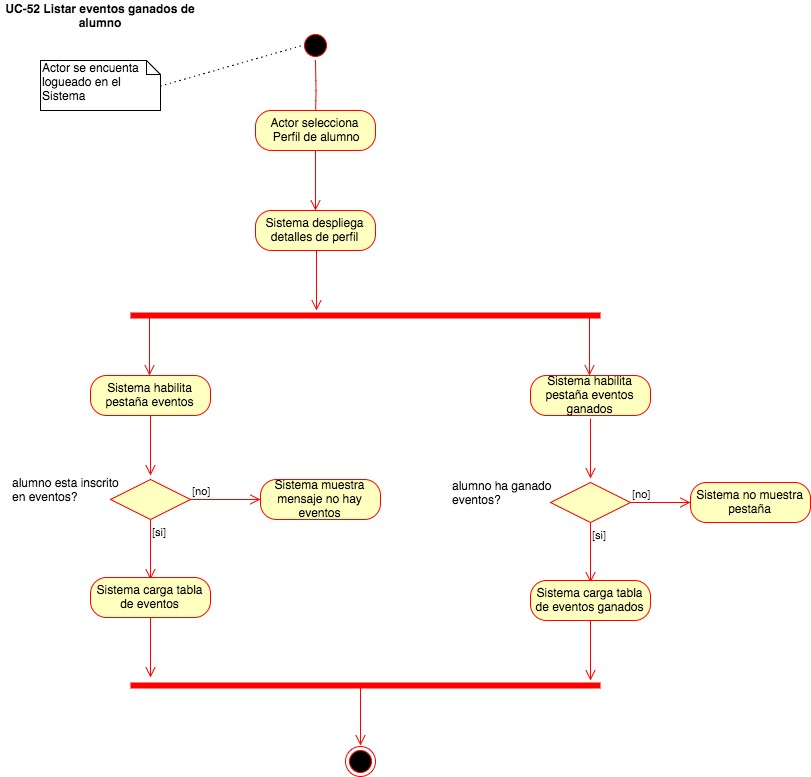 UC-52 Listar eventos ganados de
alumno
Actor se encuenta
logueado en el
Sistema
Actor selecciona
Perfil de alumno
Sistema despliega
detalles de perfil
Sistema habilita
pestaña eventos
Sistema habilita
pestaña eventos
ganados
alumno esta inscrito
en eventos?
[no]
Sistema muestra
mensaje no hay
eventos
[si]
alumno ha ganado
eventos?
[no]
Sistema no muestra
pestaña
[si]
Sistema carga tabla
de eventos
Sistema carga tabla
de eventos ganados